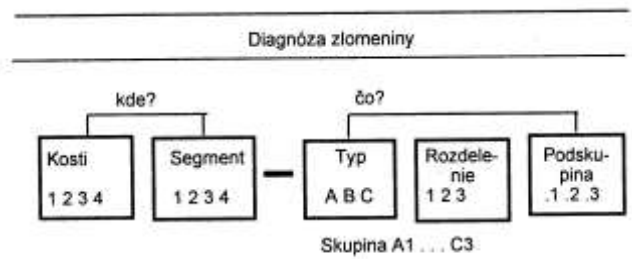 Diagnóza zlomeniny
kde? čo?
Kosti
1 2 3 4
Segment
1 2 3 4
Typ
A B C
Rozdele-
nie
1 2 3
Podsku-
pina
.1 .2 .3
Skupina A1 . . . C3